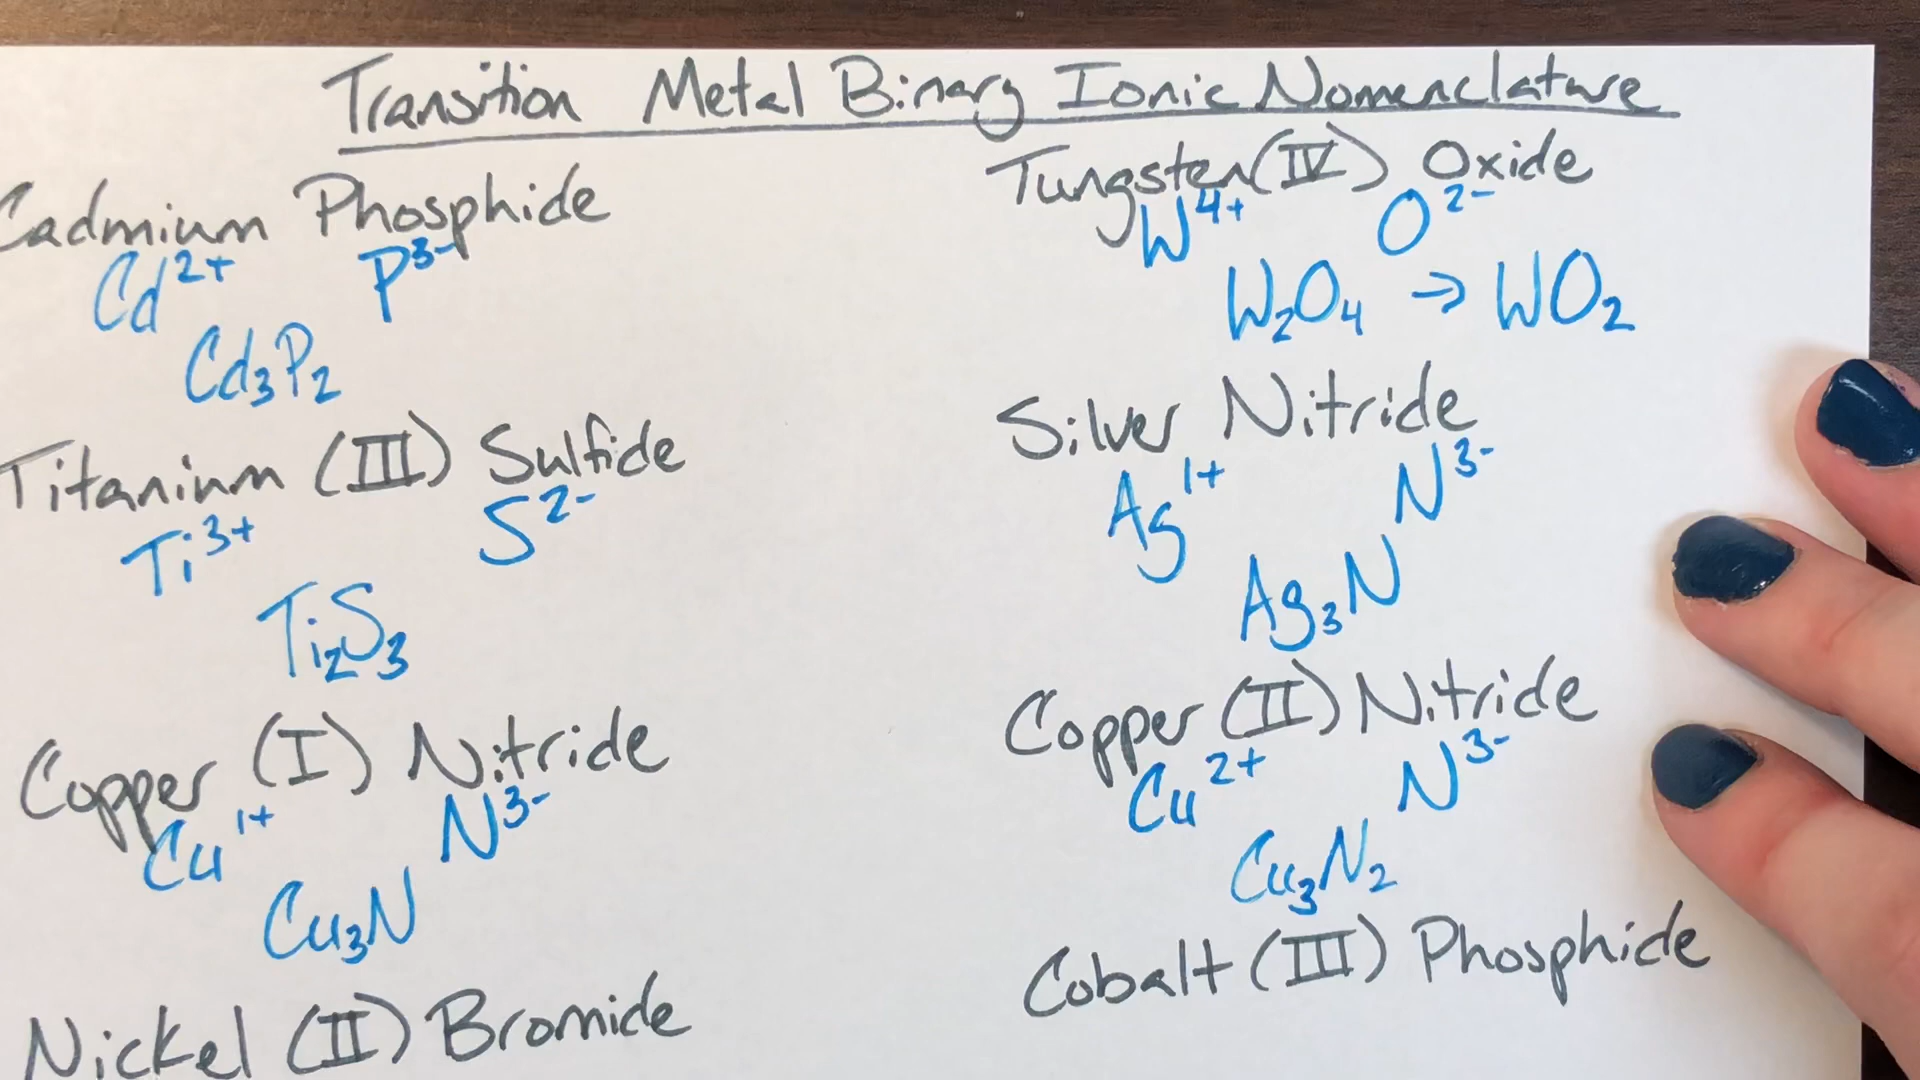 Transition Metal Binary Ionic Nomenclature
Cadmium Phosphide
Cd²⁺ P³⁻
Cd₃P₂
Titanium (III) Sulfide
Ti³⁺ S²⁻
Ti₂S₃
Copper (I) Nitride
Cu¹⁺ N³⁻
Cu₃N
Nickel (II) Bromide
Tungsten(IV) Oxide
W⁴⁺ O²⁻
W₂O₄ → WO₂
Silver Nitride
Ag¹⁺ N³⁻
Ag₃N
Copper (II) Nitride
Cu²⁺ N³⁻
Cu₃N₂
Cobalt (III) Phosphide